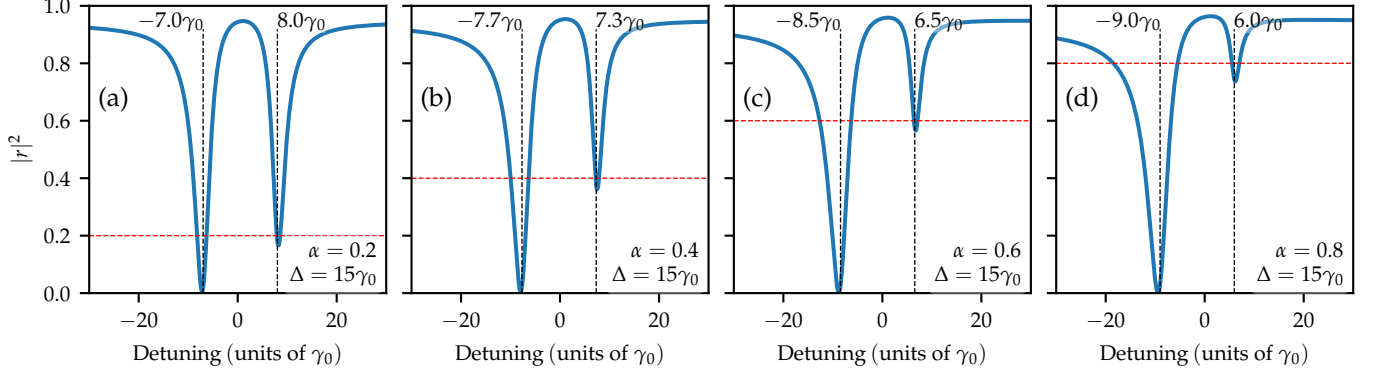 −7.0γ₀ 8.0γ₀
(a)
α = 0.2
Δ = 15γ₀
1.0
0.8
0.6
0.4
0.2
0.0
|r|²
−20 0 20
Detuning (units of γ₀)
−7.7γ₀ 7.3γ₀
(b)
α = 0.4
Δ = 15γ₀
−20 0 20
Detuning (units of γ₀)
−8.5γ₀ 6.5γ₀
(c)
α = 0.6
Δ = 15γ₀
−20 0 20
Detuning (units of γ₀)
−9.0γ₀ 6.0γ₀
(d)
α = 0.8
Δ = 15γ₀
−20 0 20
Detuning (units of γ₀)